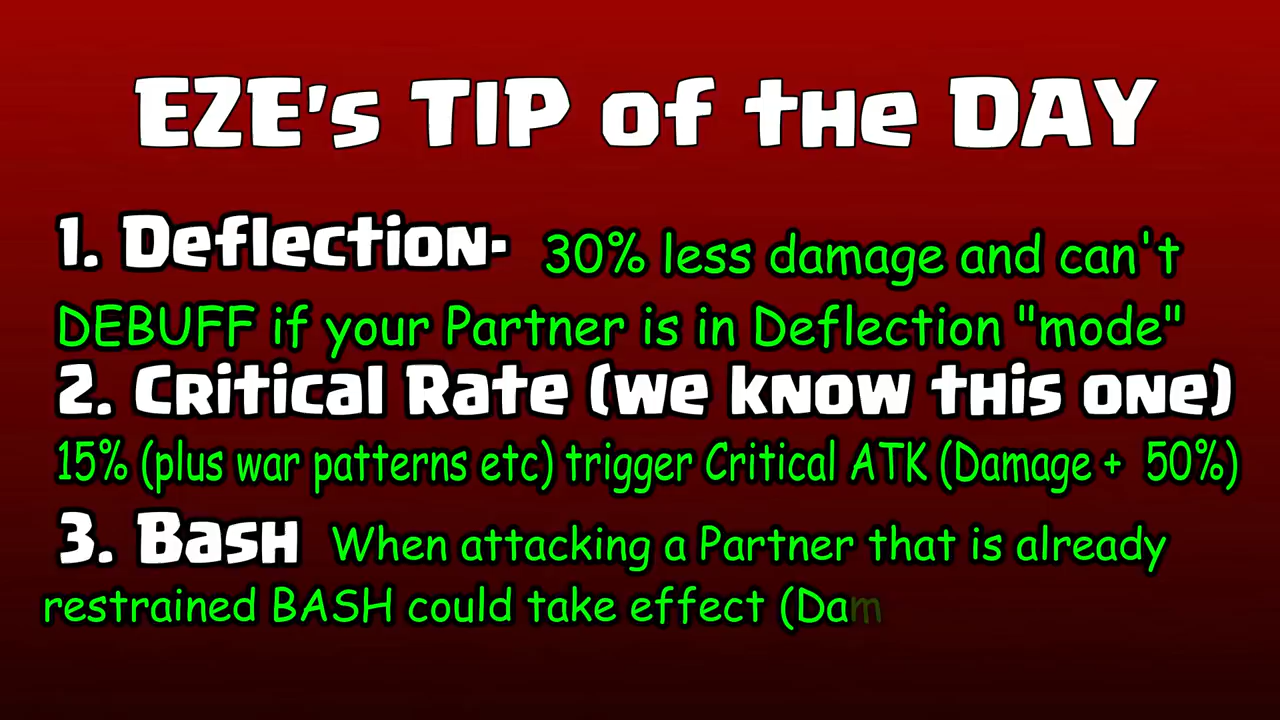 EZE's TIP of the DAY
1. Deflection- 30% less damage and can't
DEBUFF if your Partner is in Deflection "mode"
2. Critical Rate (we know this one)
15% (plus war patterns etc) trigger Critical ATK (Damage + 50%)
3. Bash When attacking a Partner that is already
restrained BASH could take effect (Dam